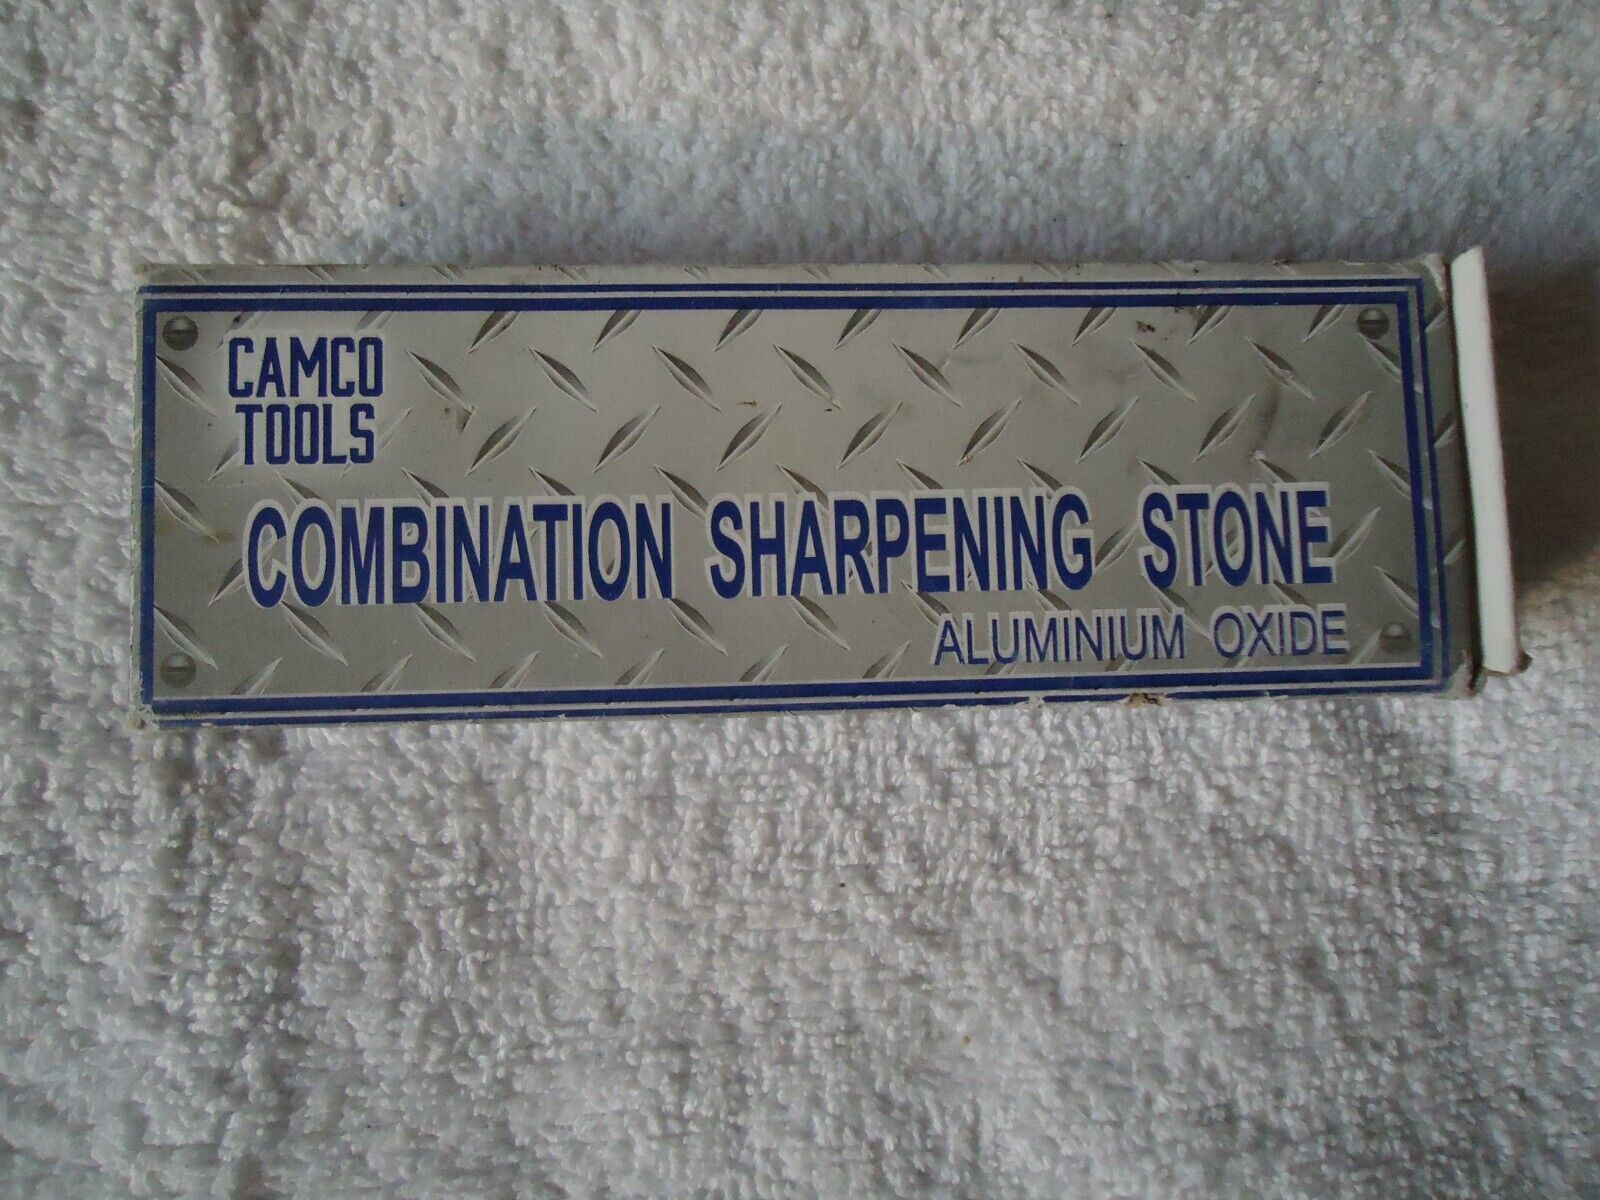 CAMCO
TOOLS
COMBINATION SHARPENING STONE
ALUMINIUM OXIDE